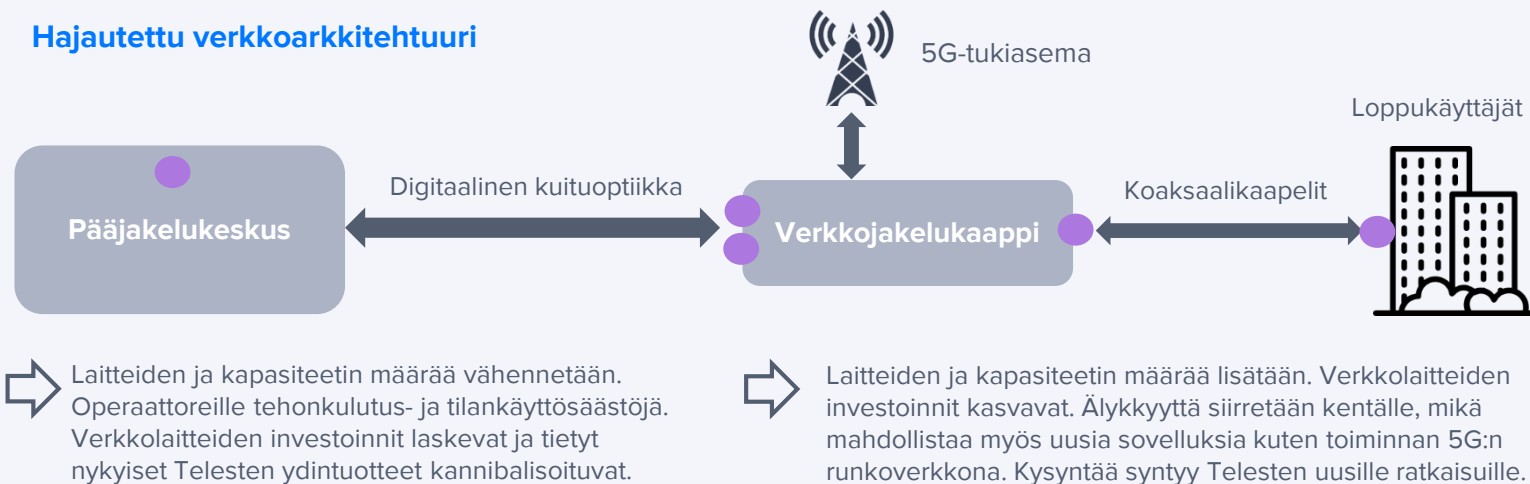 Hajautettu verkkoarkkitehtuuri
5G-tukiasema
Loppukäyttäjät
Digitaalinen kuituoptiikka
Koaksaalikaapelit
Pääjakelukeskus
Verkkojakelukaappi
Laitteiden ja kapasiteetin määrää vähennetään.
Operaattoreille tehonkulutus- ja tilankäyttösäästöjä.
Verkkolaitteiden investoinnit laskevat ja tietyt
nykyiset Telesten ydintuotteet kannibalisoituvat.
Laitteiden ja kapasiteetin määrää lisätään. Verkkolaitteiden
investoinnit kasvavat. Älykkyyttä siirretään kentälle, mikä
mahdollistaa myös uusia sovelluksia kuten toiminnan 5G:n
runkoverkkona. Kysyntää syntyy Telesten uusille ratkaisuille.